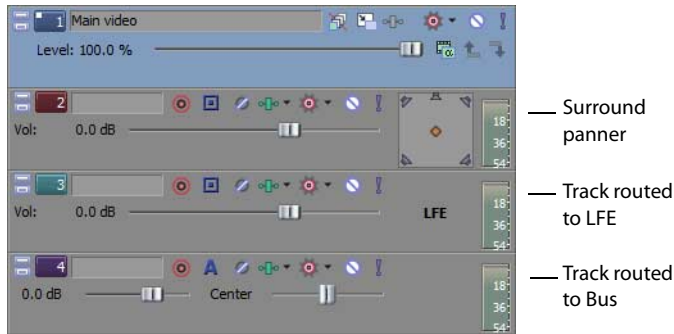 1 Main video
Level: 100.0 %
2
Vol: 0.0 dB
18
36
54
Surround
panner
3
Vol: 0.0 dB
LFE
18
36
54
Track routed
to LFE
4
A
0.0 dB Center
18
36
54
Track routed
to Bus